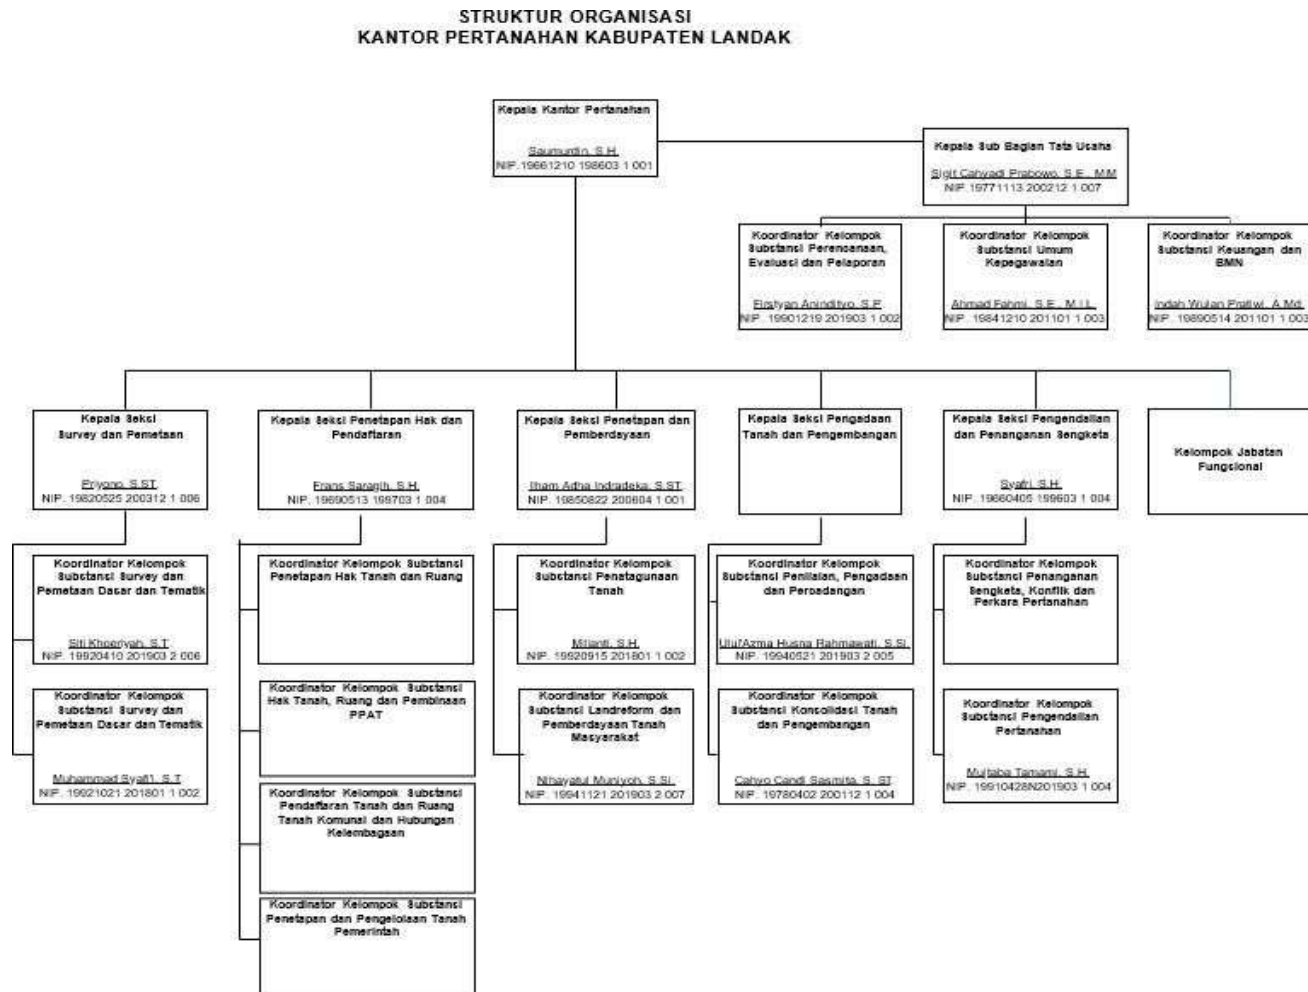 STRUKTUR ORGANISASI
KANTOR PERTANAHAN KABUPATEN LANDAK
Kepala Kantor Pertanahan
Saumurdin, S.H.
NIP. 19661210 198603 1 001
Kepala Sub Bagian Tata Usaha
Sigit Cahyadi Prabowo, S.E., MM
NIP. 19771113 200212 1 007
Koordinator Kelompok
Substansi Perencanaan,
Evaluasi dan Pelaporan
Firstyan Anindityo, S.P.
NIP. 19901219 201903 1 002
Koordinator Kelompok
Substansi Umum
Kepegawaian
Ahmad Fahmi, S.E., M.I.L.
NIP. 19841210 201101 1 003
Koordinator Kelompok
Substansi Keuangan dan
BMN
Indah Wulan Pratiwi, A.Md.
NIP. 19890514 201101 1 003
Kepala Seksi
Survey dan Pemetaan
Priyono, S.ST
NIP. 19820525 200312 1 006
Kepala Seksi Penetapan Hak dan
Pendaftaran
Frans Saragih, S.H.
NIP. 19690513 199703 1 004
Kepala Seksi Penetapan dan
Pemberdayaan
Ilham Adha Indradeka, S.ST
NIP. 19850822 200604 1 001
Kepala Seksi Pengadaan
Tanah dan Pengembangan
Kepala Seksi Pengendalian
dan Penanganan Sengketa
Syafri, S.H.
NIP. 19660405 199603 1 004
Kelompok Jabatan
Fungsional
Koordinator Kelompok
Substansi Survey dan
Pemetaan Dasar dan Tematik
Siti Khoeriyah, S.T.
NIP. 19920410 201903 2 006
Koordinator Kelompok Substansi
Penetapan Hak Tanah dan Ruang
Koordinator Kelompok
Substansi Penatagunaan
Tanah
Milianti, S.H.
NIP. 19920915 201801 1 002
Koordinator Kelompok
Substansi Penilaian, Pengadaan
dan Percadangan
Ulul'Azma Husna Rahmawati, S.Si.
NIP. 19940521 201903 2 005
Koordinator Kelompok
Substansi Penanganan
Sengketa, Konflik dan
Perkara Pertanahan
Koordinator Kelompok
Substansi Survey dan
Pemetaan Dasar dan Tematik
Muhammad Syafi'i, S.T
NIP. 19921021 201801 1 002
Koordinator Kelompok Substansi
Hak Tanah, Ruang dan Pembinaan
PPAT
Koordinator Kelompok
Substansi Landreform dan
Pemberdayaan Tanah
Masyarakat
Nihayatul Muniyoh, S.Si.
NIP. 19941121 201903 2 007
Koordinator Kelompok
Substansi Konsolidasi Tanah
dan Pengembangan
Cahyo Candi Sasmita, S. ST
NIP. 19780402 200112 1 004
Koordinator Kelompok
Substansi Pengendalian
Pertanahan
Mujtaba Tamami, S.H.
NIP. 19910428N201903 1 004
Koordinator Kelompok Substansi
Pendaftaran Tanah dan Ruang
Tanah Komunal dan Hubungan
Kelembagaan
Koordinator Kelompok Substansi
Penetapan dan Pengelolaan Tanah
Pemerintah